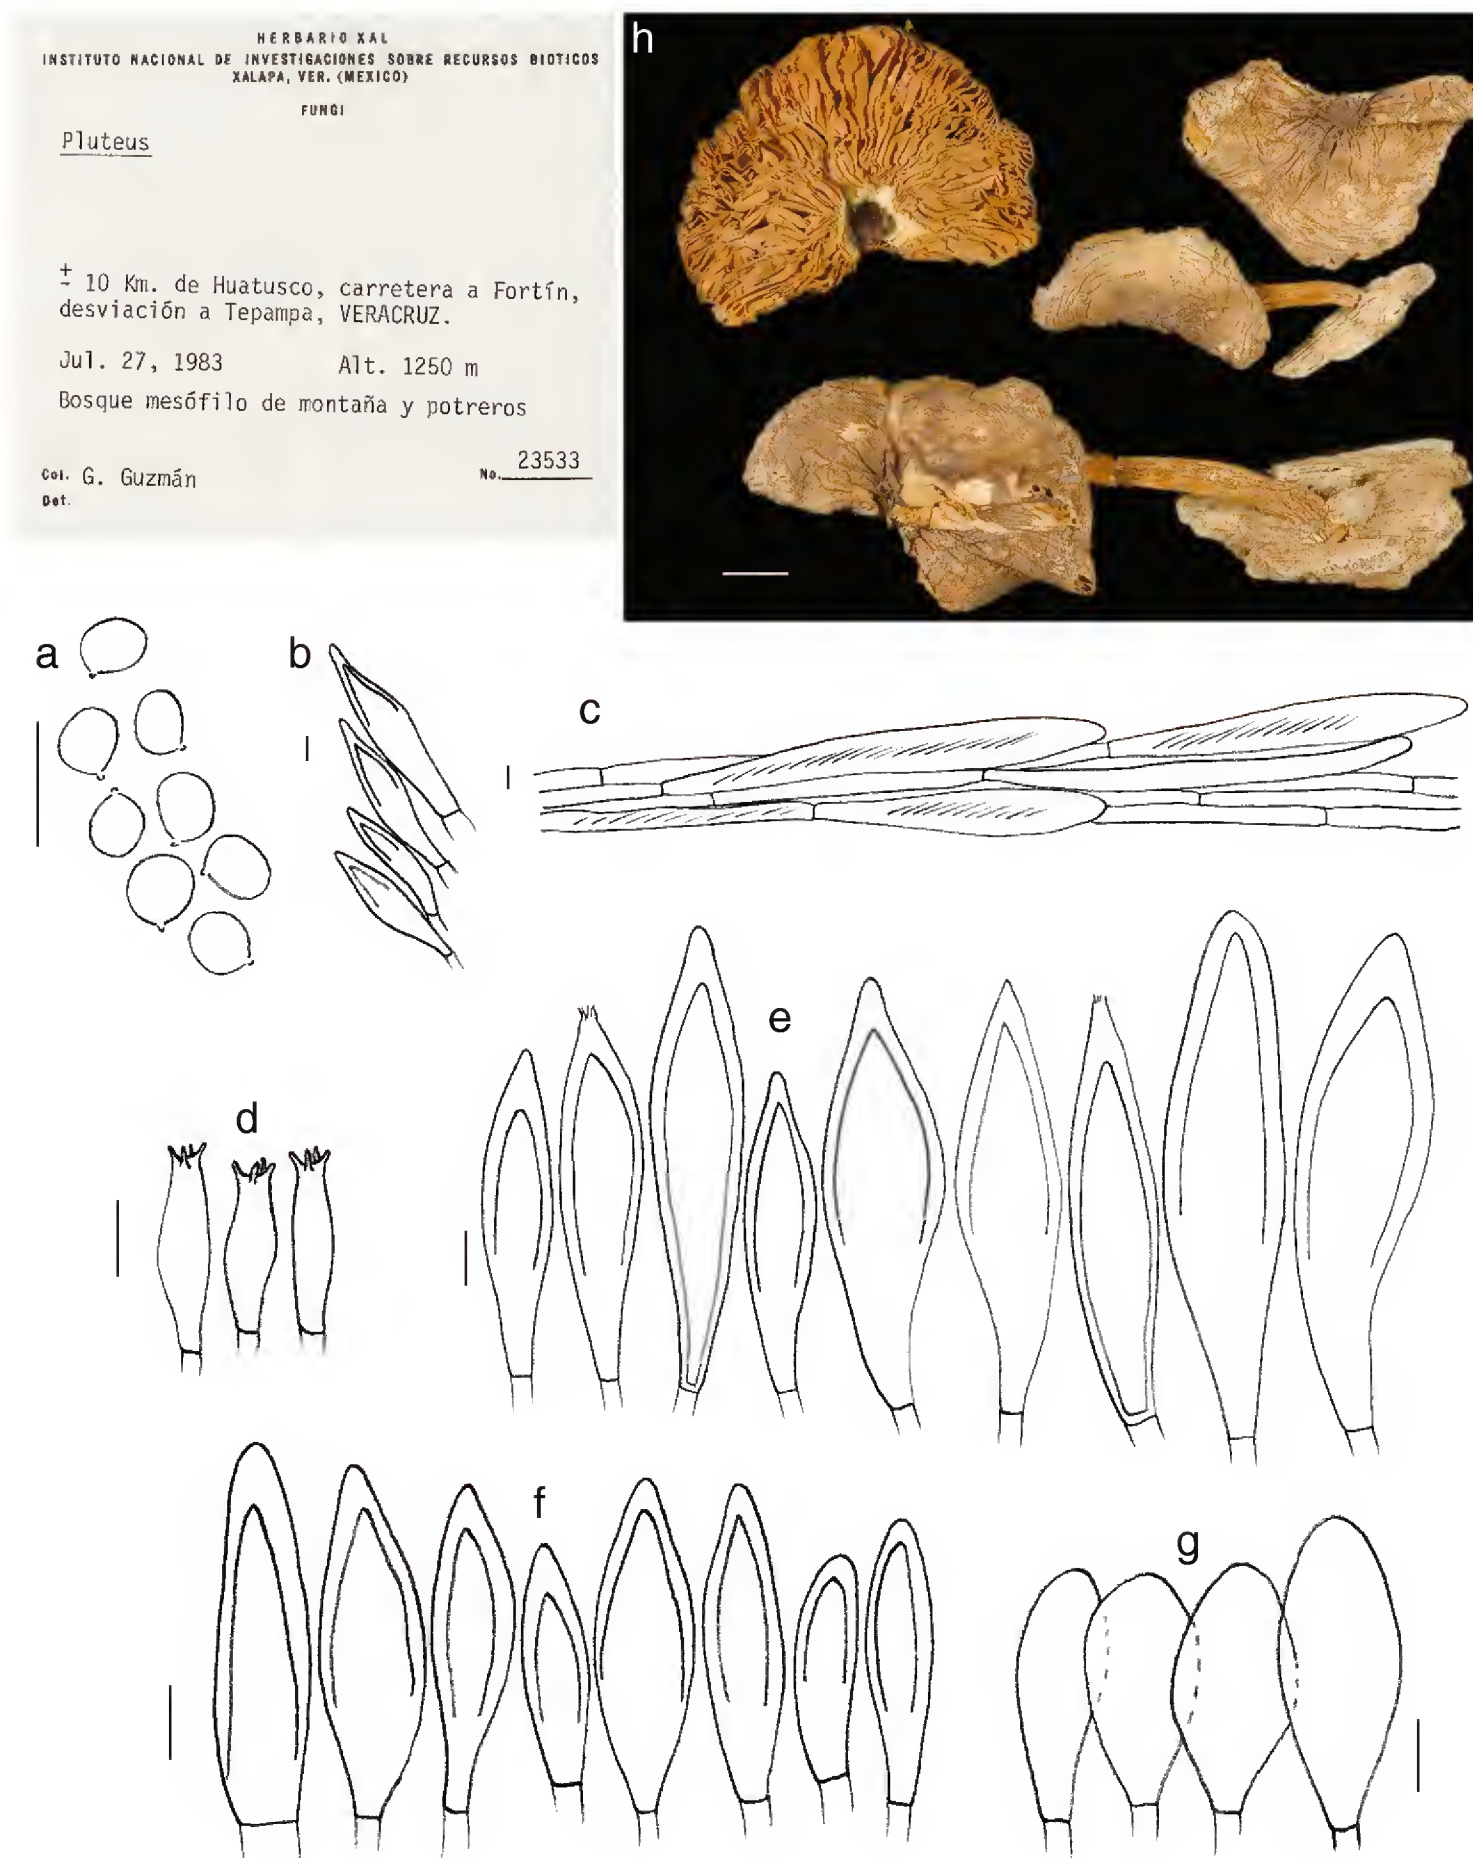 HERBARIO XAL
INSTITUTO NACIONAL DE INVESTIGACIONES SOBRE RECURSOS BIOTICOS
XALAPA, VER. (MEXICO)
FUNGI
Pluteus
± 10 Km. de Huatusco, carretera a Fortín,
desviación a Tepampa, VERACRUZ.
Jul. 27, 1983 Alt. 1250 m
Bosque mesófilo de montaña y potreros
Col. G. Guzmán No. 23533
Det.
h
a
b
c
d
e
f
g